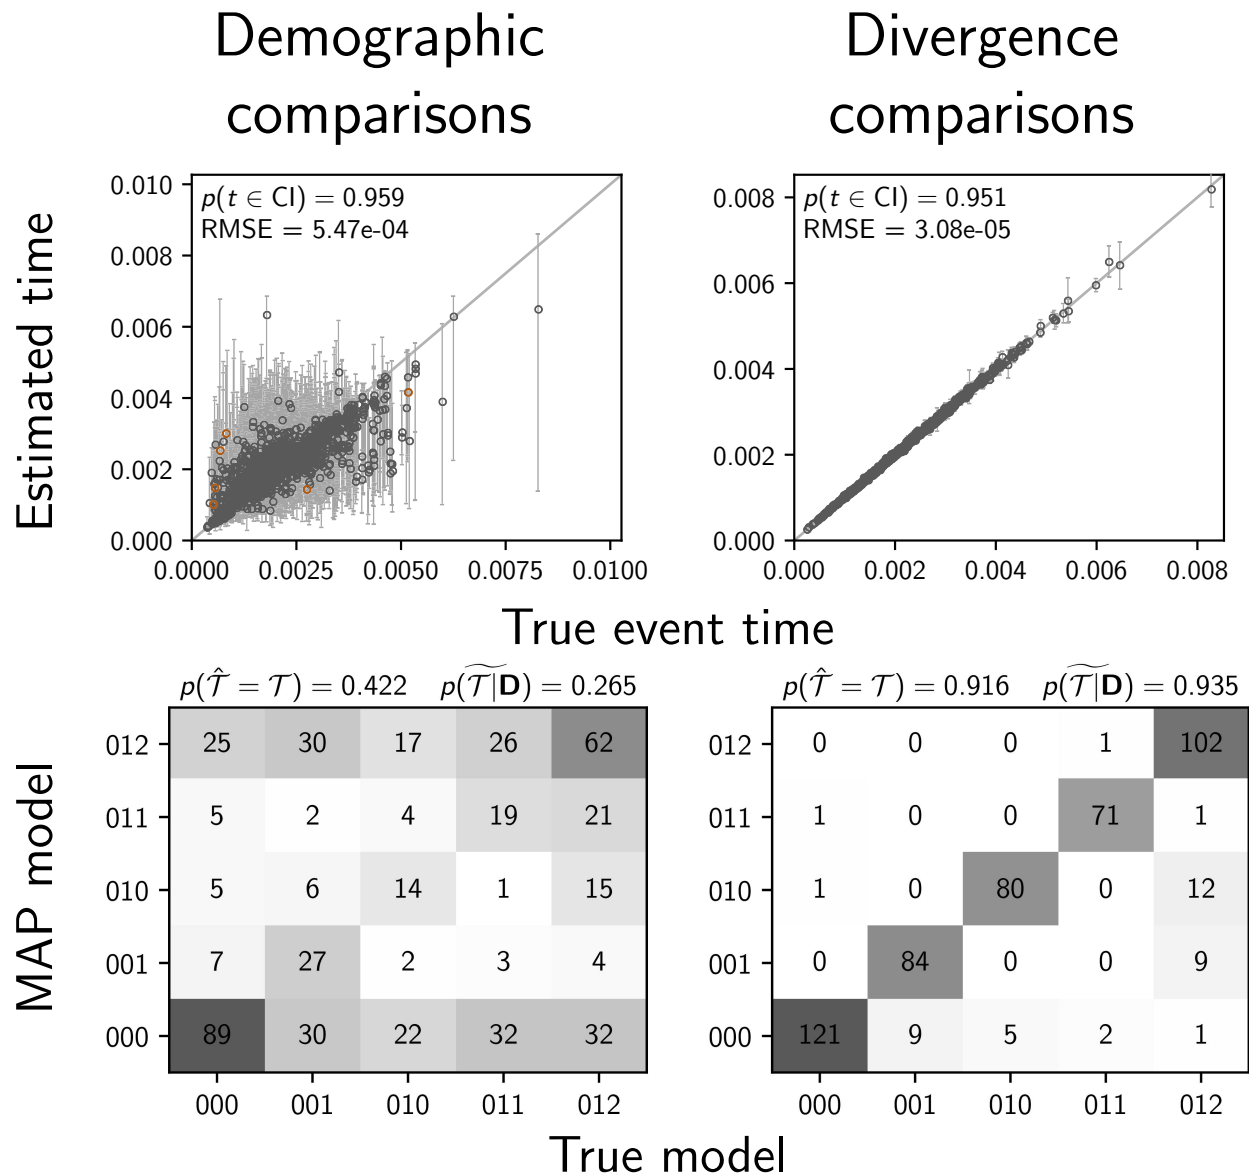 Demographic comparisons
Divergence comparisons
p(t ∈ CI) = 0.959
RMSE = 5.47e-04
0.010
0.008
0.006
0.004
0.002
0.000
0.0000 0.0025 0.0050 0.0075 0.0100
Estimated time
p(t ∈ CI) = 0.951
RMSE = 3.08e-05
0.008
0.006
0.004
0.002
0.000
0.000 0.002 0.004 0.006 0.008
True event time
p(𝒯̂ = 𝒯) = 0.422 p(𝒯|D) = 0.265
012 25 30 17 26 62
011 5 2 4 19 21
010 5 6 14 1 15
001 7 27 2 3 4
000 89 30 22 32 32
000 001 010 011 012
MAP model
p(𝒯̂ = 𝒯) = 0.916 p(𝒯|D) = 0.935
012 0 0 0 1 102
011 1 0 0 71 1
010 1 0 80 0 12
001 0 84 0 0 9
000 121 9 5 2 1
000 001 010 011 012
True model